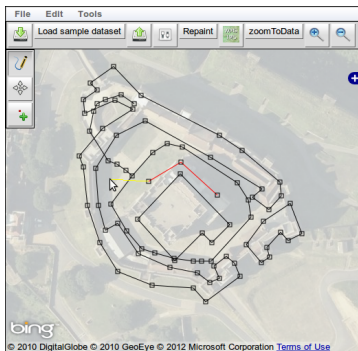 File Edit Tools
Load sample dataset Repaint zoomToData
bing
© 2010 DigitalGlobe © 2010 GeoEye © 2012 Microsoft Corporation Terms of Use